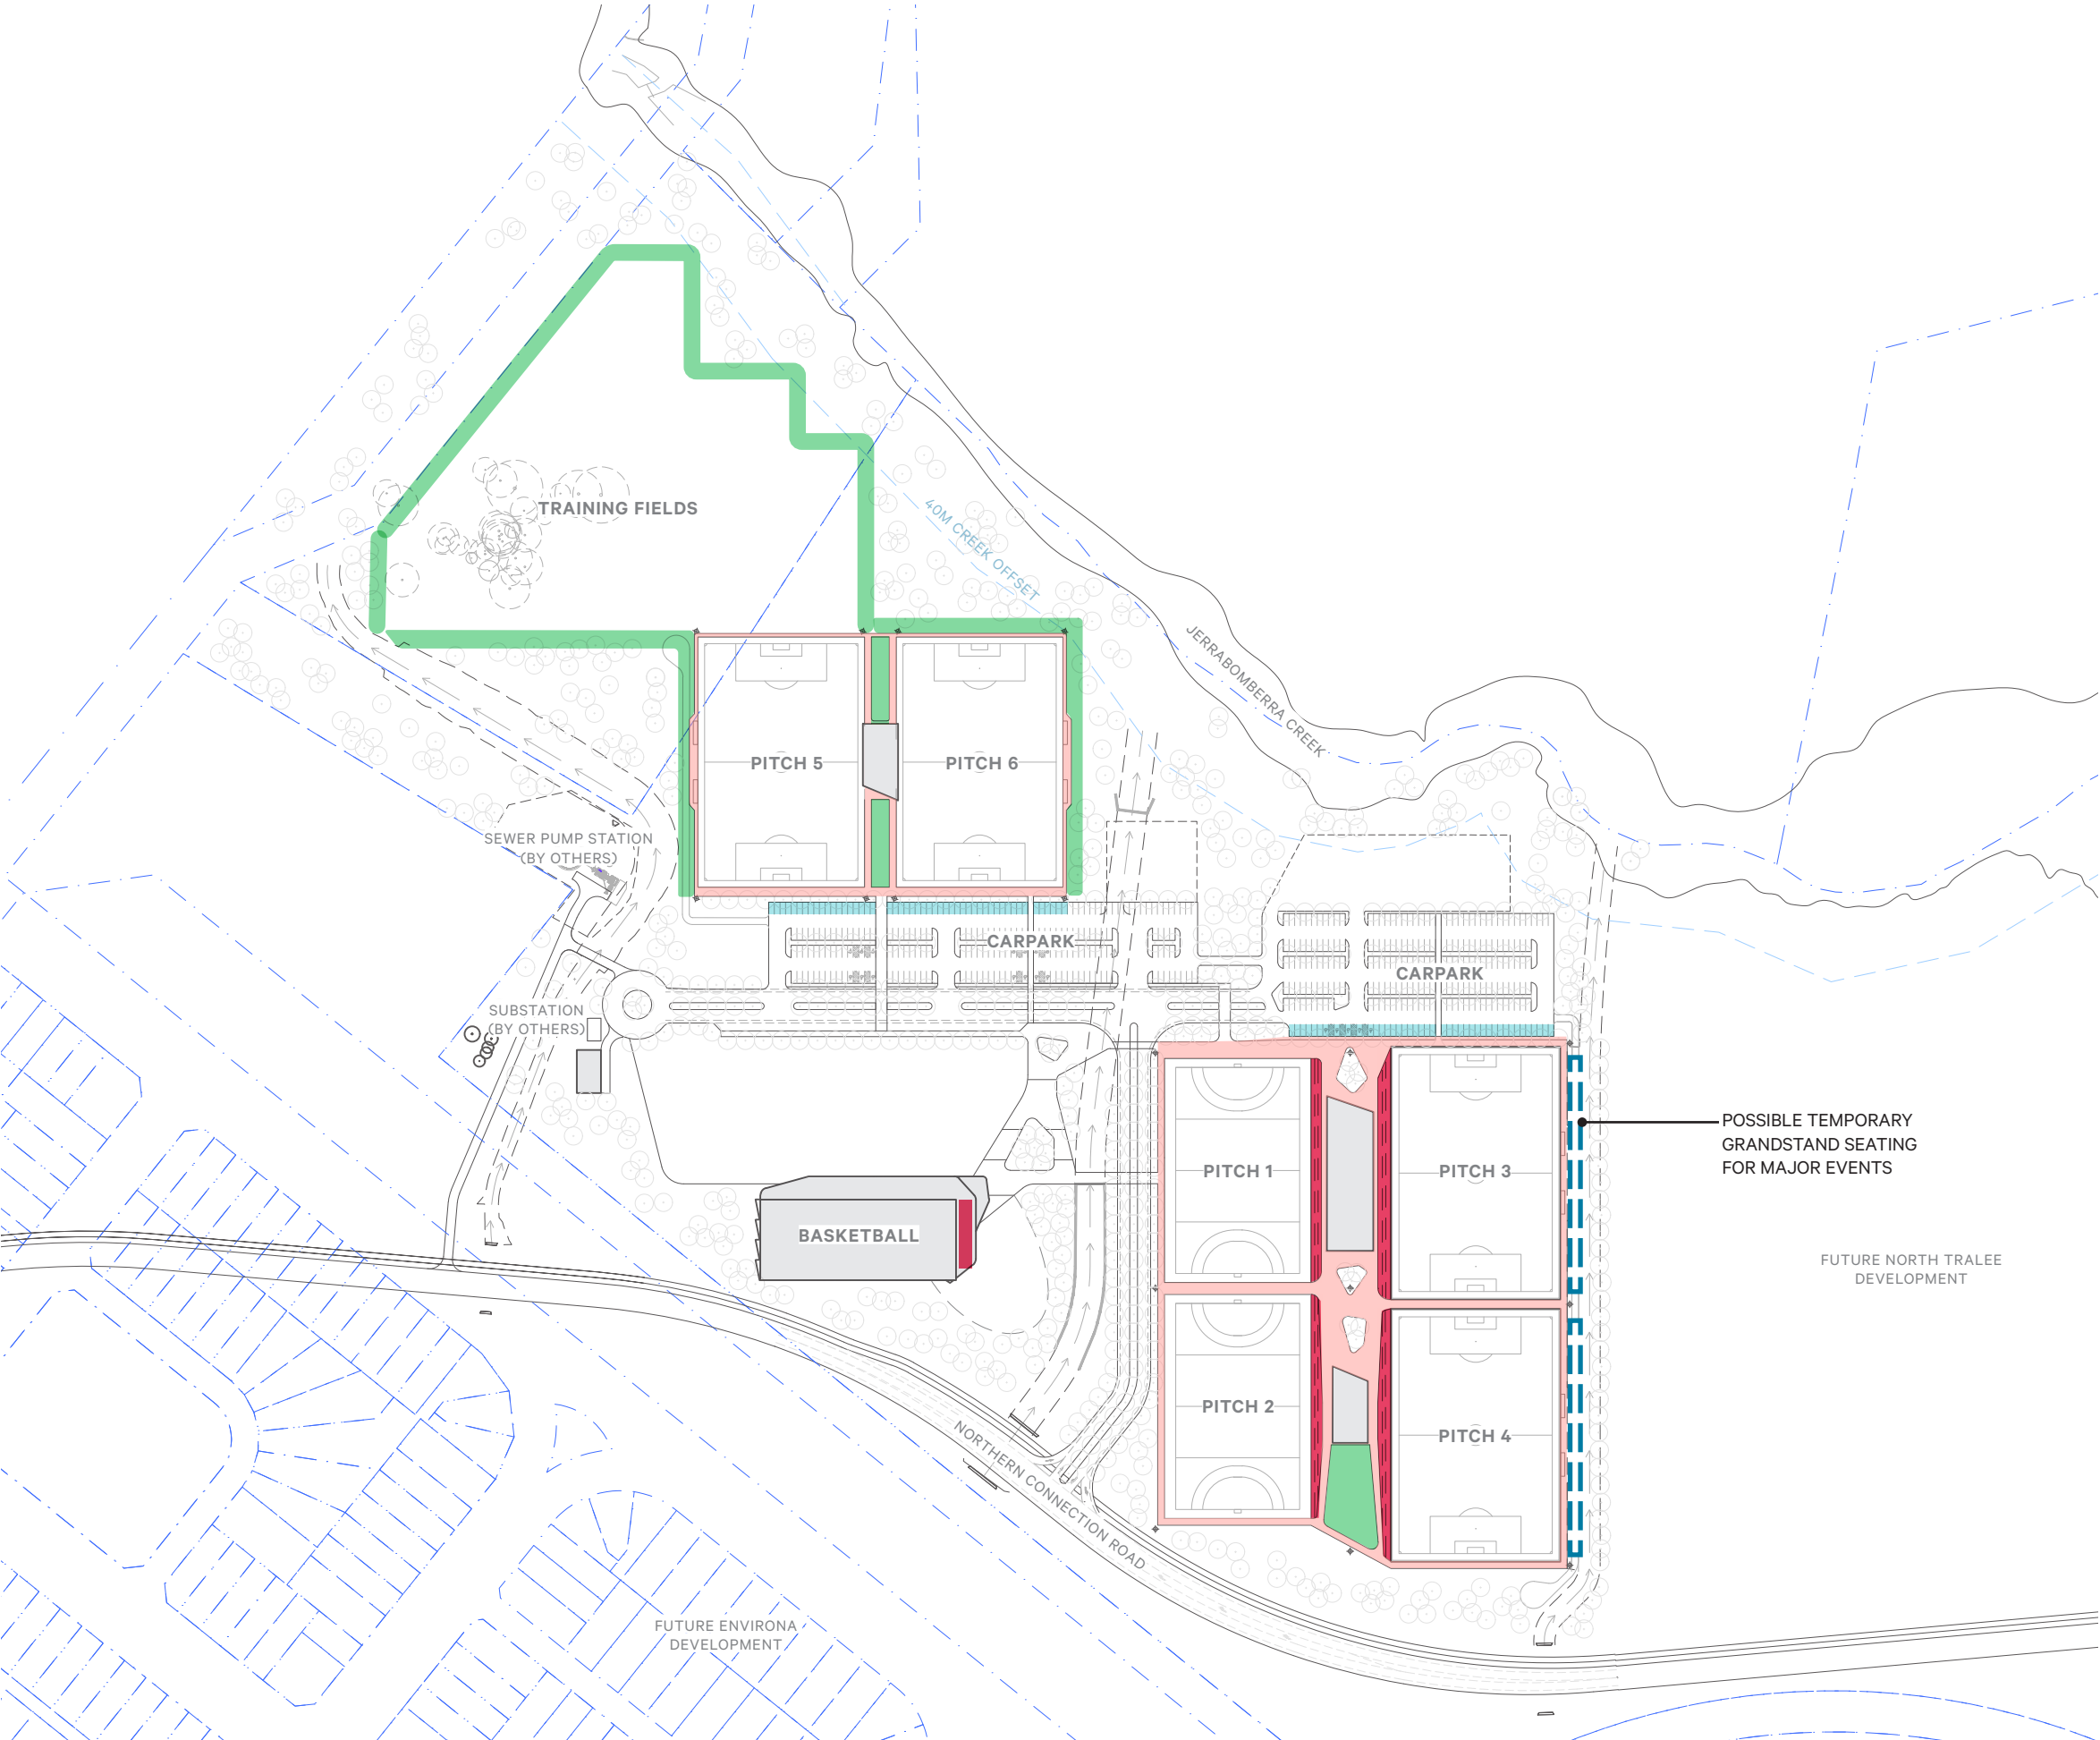 TRAINING FIELDS
40M CREEK OFFSET
JERRABOMBERRA CREEK
PITCH 5
PITCH 6
SEWER PUMP STATION
(BY OTHERS)
CARPARK
CARPARK
SUBSTATION
(BY OTHERS)
POSSIBLE TEMPORARY
GRANDSTAND SEATING
FOR MAJOR EVENTS
PITCH 1
PITCH 3
BASKETBALL
FUTURE NORTH TRALEE
DEVELOPMENT
PITCH 2
PITCH 4
NORTHERN CONNECTION ROAD
FUTURE ENVIRONA
DEVELOPMENT